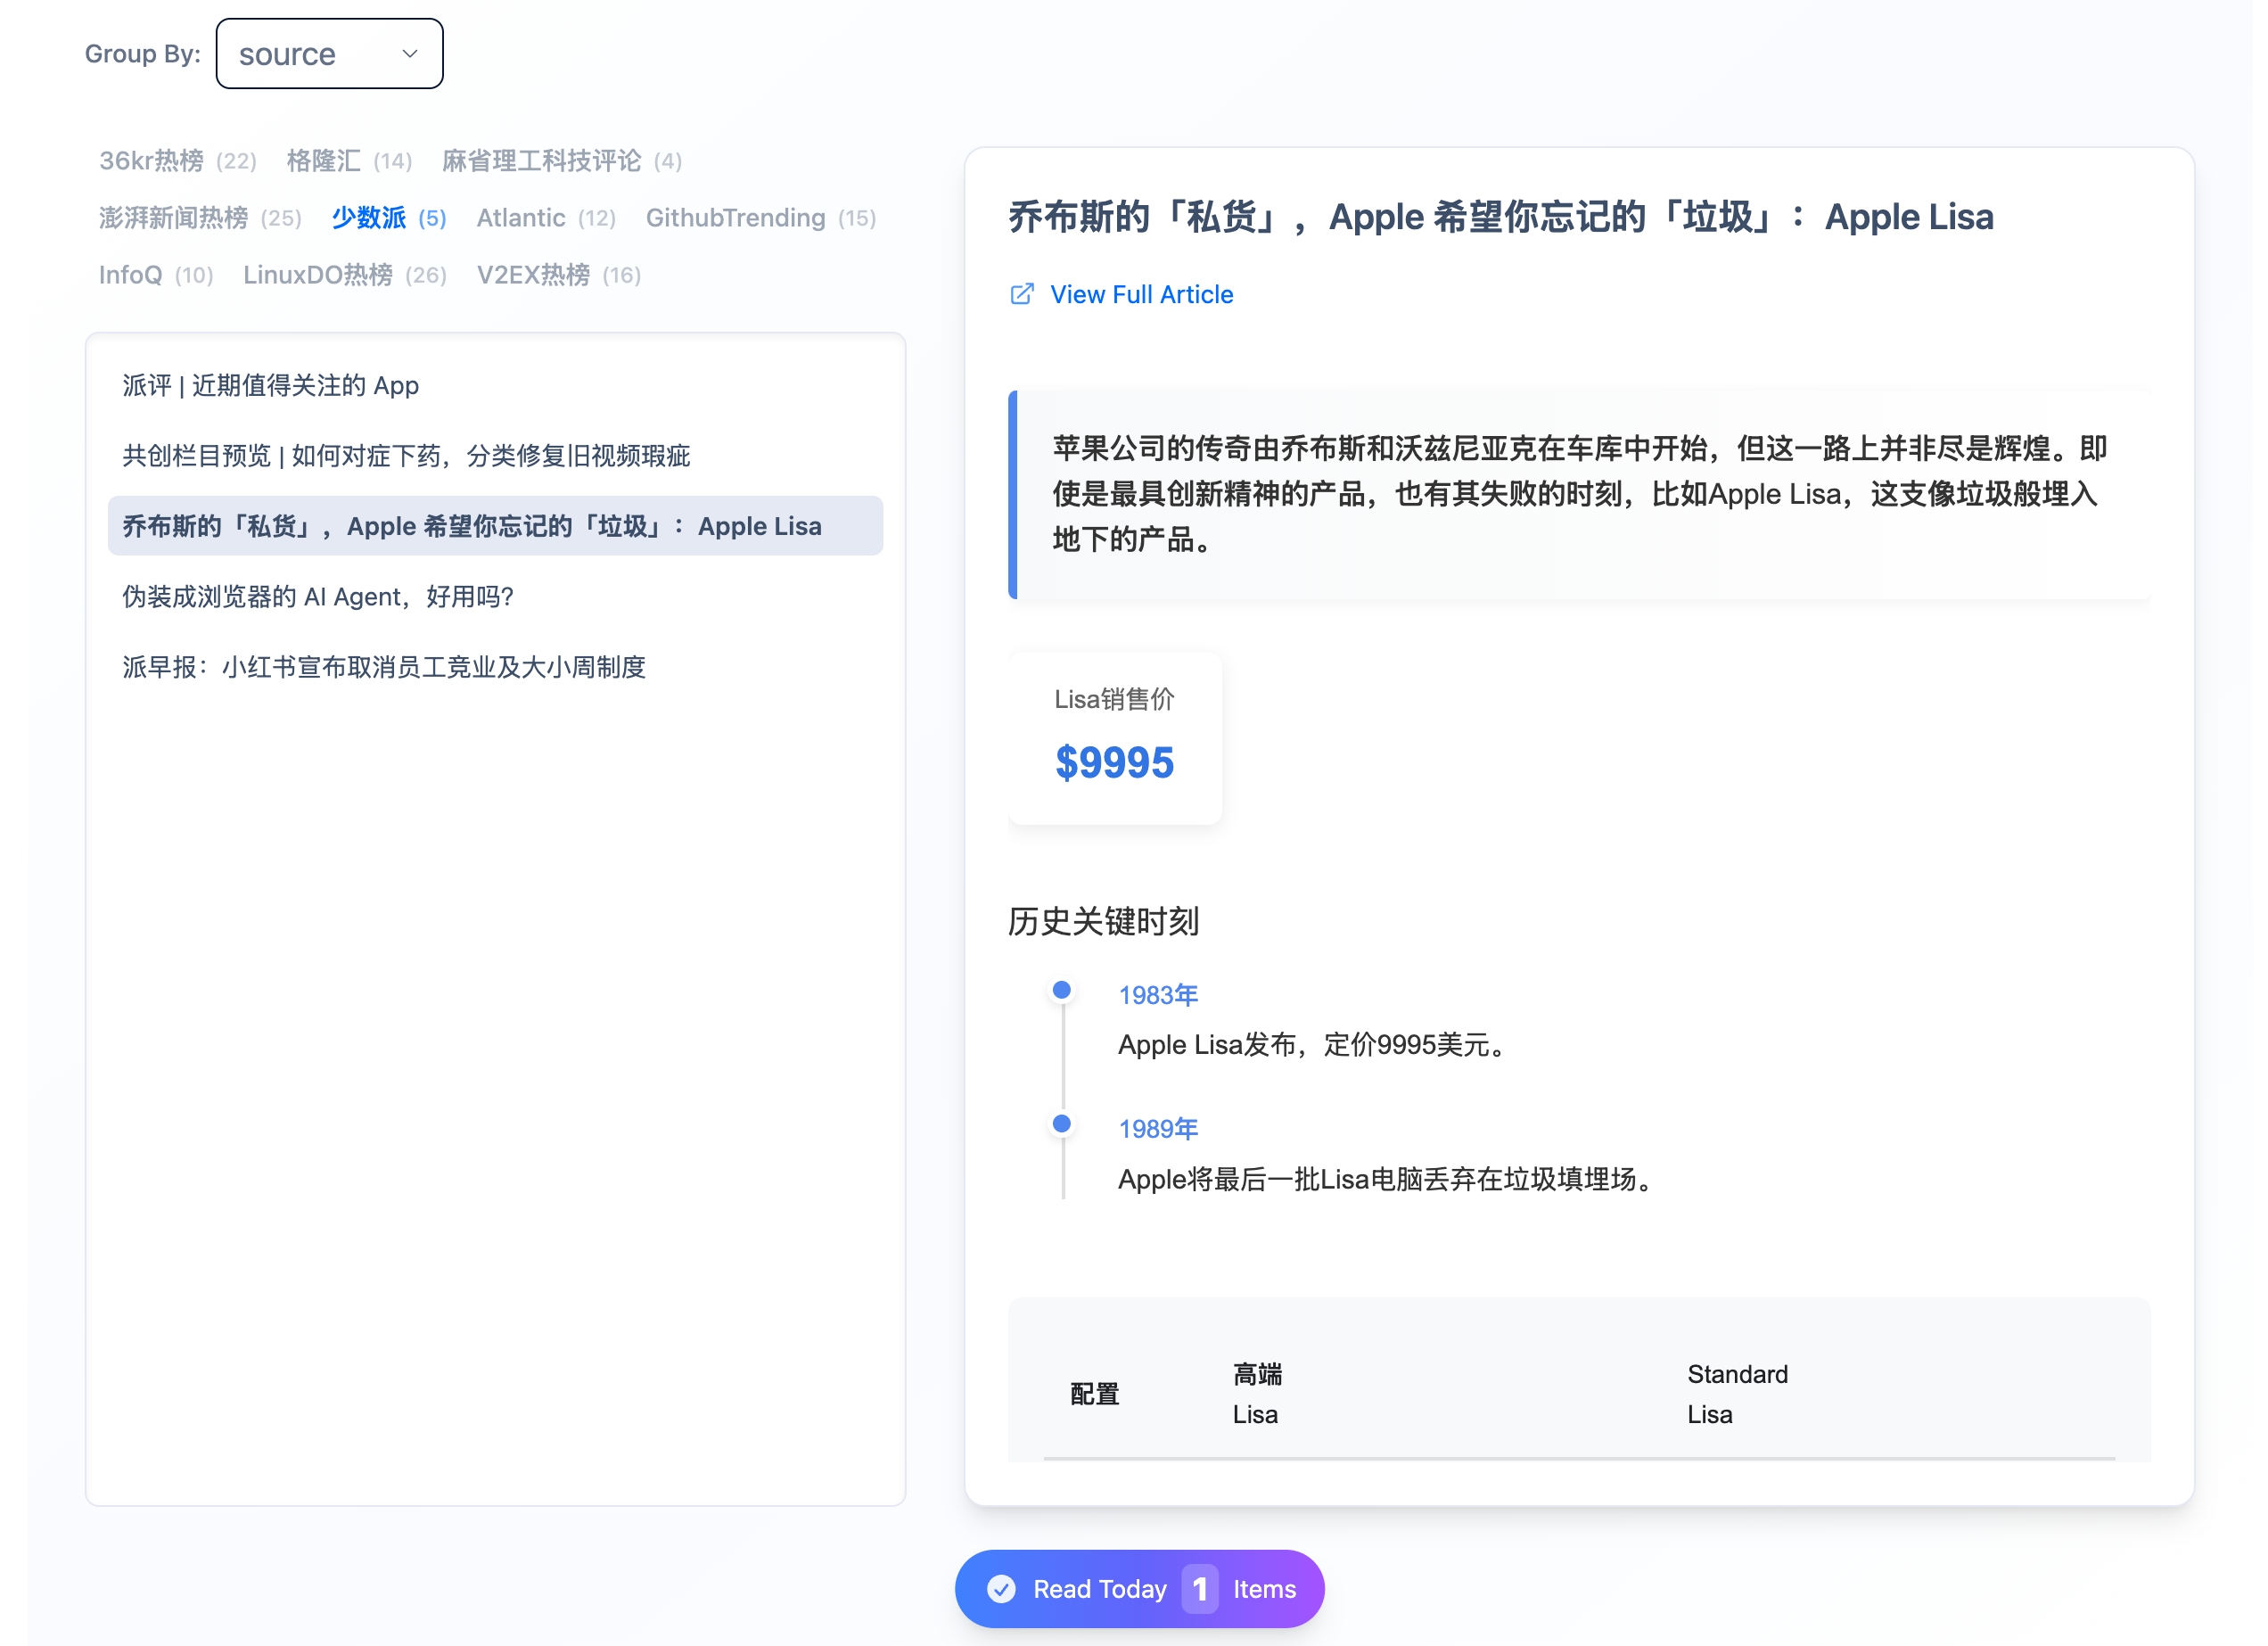 Group By: source
36kr热榜 (22) 格隆汇 (14) 麻省理工科技评论 (4)
澎湃新闻热榜 (25) 少数派 (5) Atlantic (12) GithubTrending (15)
InfoQ (10) LinuxDO热榜 (26) V2EX热榜 (16)
派评 | 近期值得关注的 App
共创栏目预览 | 如何对症下药，分类修复旧视频瑕疵
乔布斯的「私货」，Apple 希望你忘记的「垃圾」：Apple Lisa
伪装成浏览器的 AI Agent，好用吗?
派早报：小红书宣布取消员工竞业及大小周制度
乔布斯的「私货」，Apple 希望你忘记的「垃圾」：Apple Lisa
View Full Article
苹果公司的传奇由乔布斯和沃兹尼亚克在车库中开始，但这一路上并非尽是辉煌。即
使是最具创新精神的产品，也有其失败的时刻，比如Apple Lisa，这支像垃圾般埋入
地下的产品。
Lisa销售价
$9995
历史关键时刻
1983年
Apple Lisa发布，定价9995美元。
1989年
Apple将最后一批Lisa电脑丢弃在垃圾填埋场。
配置
高端
Lisa
Standard
Lisa
Read Today 1 Items